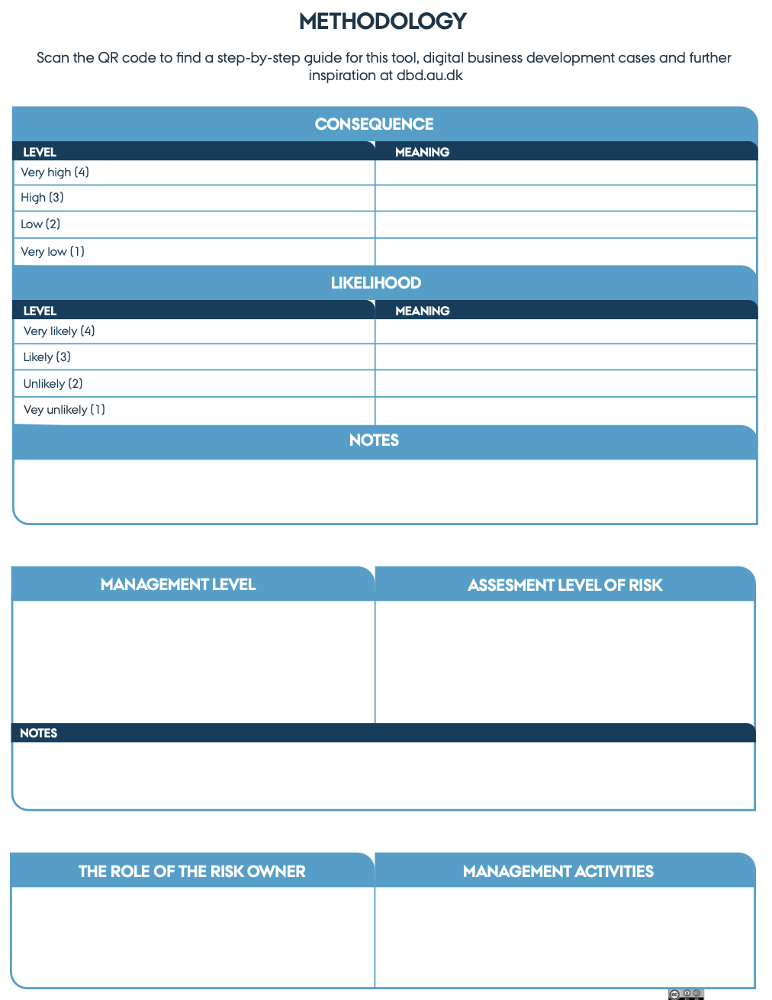 METHODOLOGY
Scan the QR code to find a step-by-step guide for this tool, digital business development cases and further
inspiration at dbd.au.dk
CONSEQUENCE
LEVEL MEANING
Very high (4)
High (3)
Low (2)
Very low (1)
LIKELIHOOD
LEVEL MEANING
Very likely (4)
Likely (3)
Unlikely (2)
Vey unlikely (1)
NOTES
MANAGEMENT LEVEL ASSESMENT LEVEL OF RISK
NOTES
THE ROLE OF THE RISK OWNER MANAGEMENT ACTIVITIES
cc